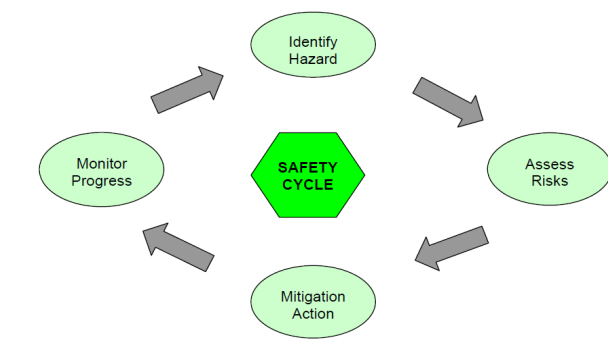 Identify
Hazard
Assess
Risks
Mitigation
Action
Monitor
Progress
SAFETY
CYCLE